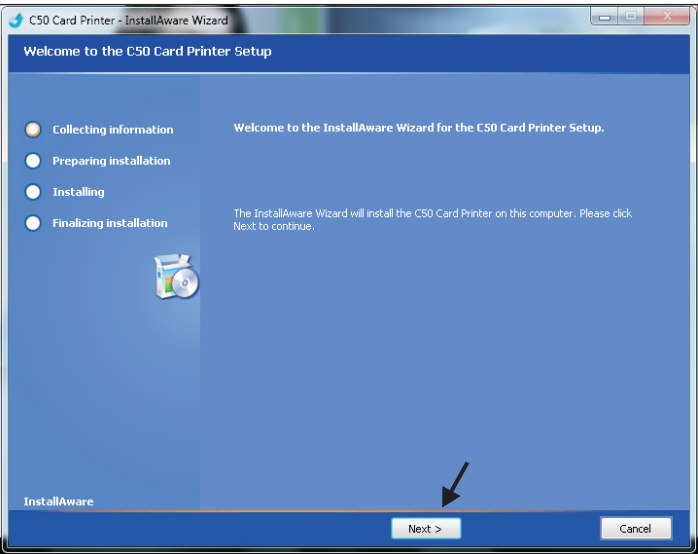 C50 Card Printer - InstallAware Wizard
Welcome to the C50 Card Printer Setup
Collecting information
Preparing installation
Installing
Finalizing installation
Welcome to the InstallAware Wizard for the C50 Card Printer Setup.
The InstallAware Wizard will install the C50 Card Printer on this computer. Please click
Next to continue.
InstallAware
Next >
Cancel